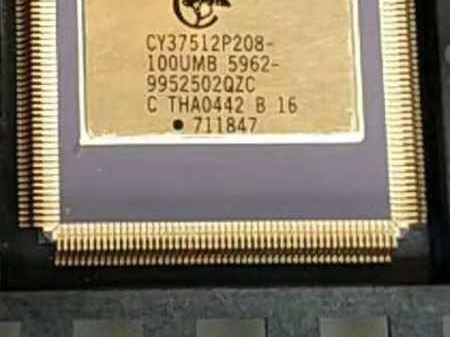 CY37512P208-
100UMB 5962-
9952502QZC
C THA0442 B 16
711847